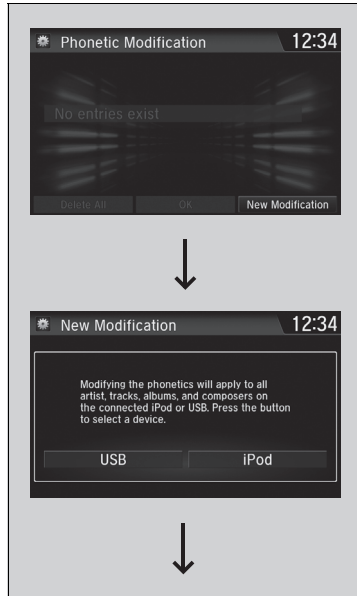 Phonetic Modification 12:34
No entries exist
Delete All OK New Modification
New Modification 12:34
Modifying the phonetics will apply to all
artist, tracks, albums, and composers on
the connected iPod or USB. Press the button
to select a device.
USB iPod